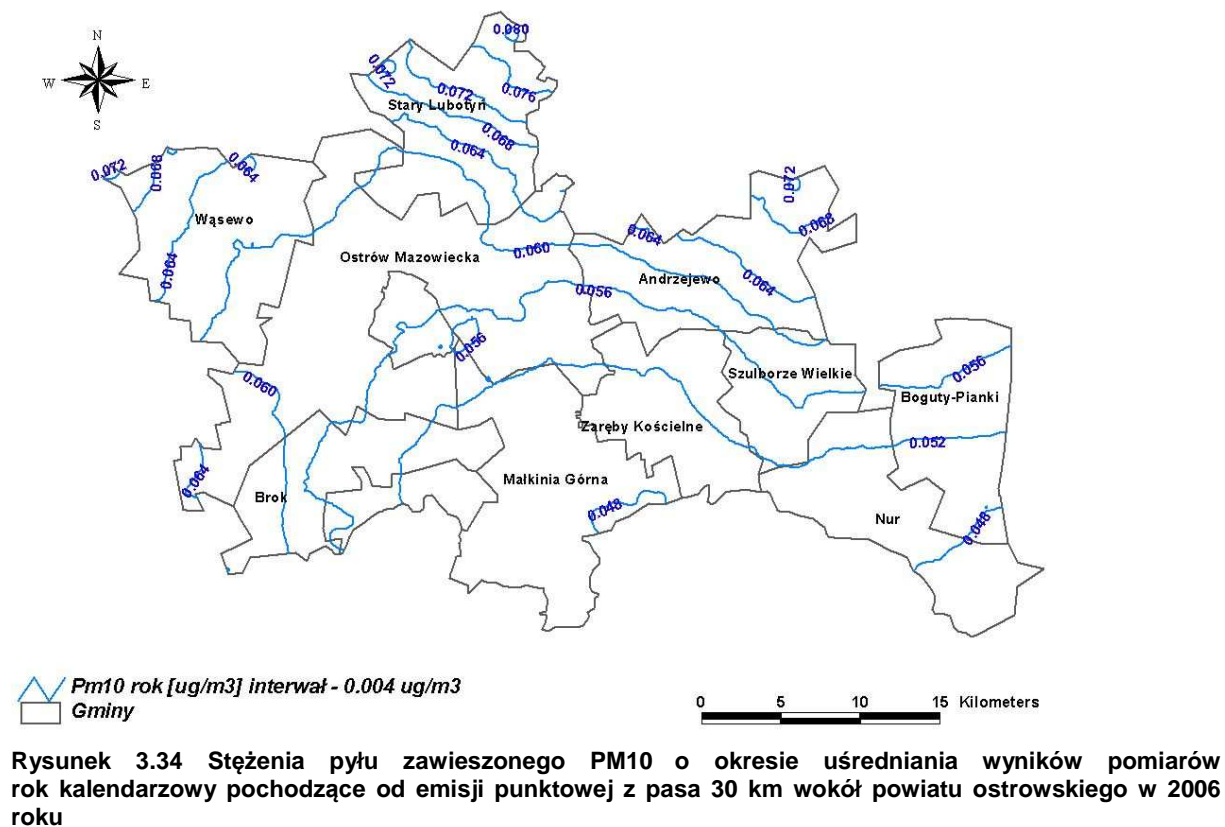 N
W E
S
0.080
0.072
0.072
0.076
Stary Lubotyń
0.068
0.064
0.072
0.068
0.064
0.072
Wąsewo
0.068
0.064
0.060
0.064
Ostrów Mazowiecka
0.064
Andrzejewo
0.064
0.056
0.056
0.056
Szulborze Wielkie
0.060
Boguty-Pianki
Zaręby Kościelne
0.052
0.064
Małkinia Górna
Brok
0.048
Nur
0.048
Pm10 rok [ug/m3] interwał - 0.004 ug/m3
Gminy
0 5 10 15 Kilometers
Rysunek 3.34 Stężenia pyłu zawieszonego PM10 o okresie uśredniania wyników pomiarów
rok kalendarzowy pochodzące od emisji punktowej z pasa 30 km wokół powiatu ostrowskiego w 2006
roku